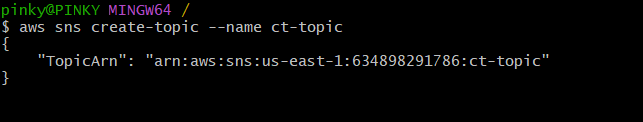 pinky@PINKY MINGW64 /
$ aws sns create-topic --name ct-topic
{
    "TopicArn": "arn:aws:sns:us-east-1:634898291786:ct-topic"
}